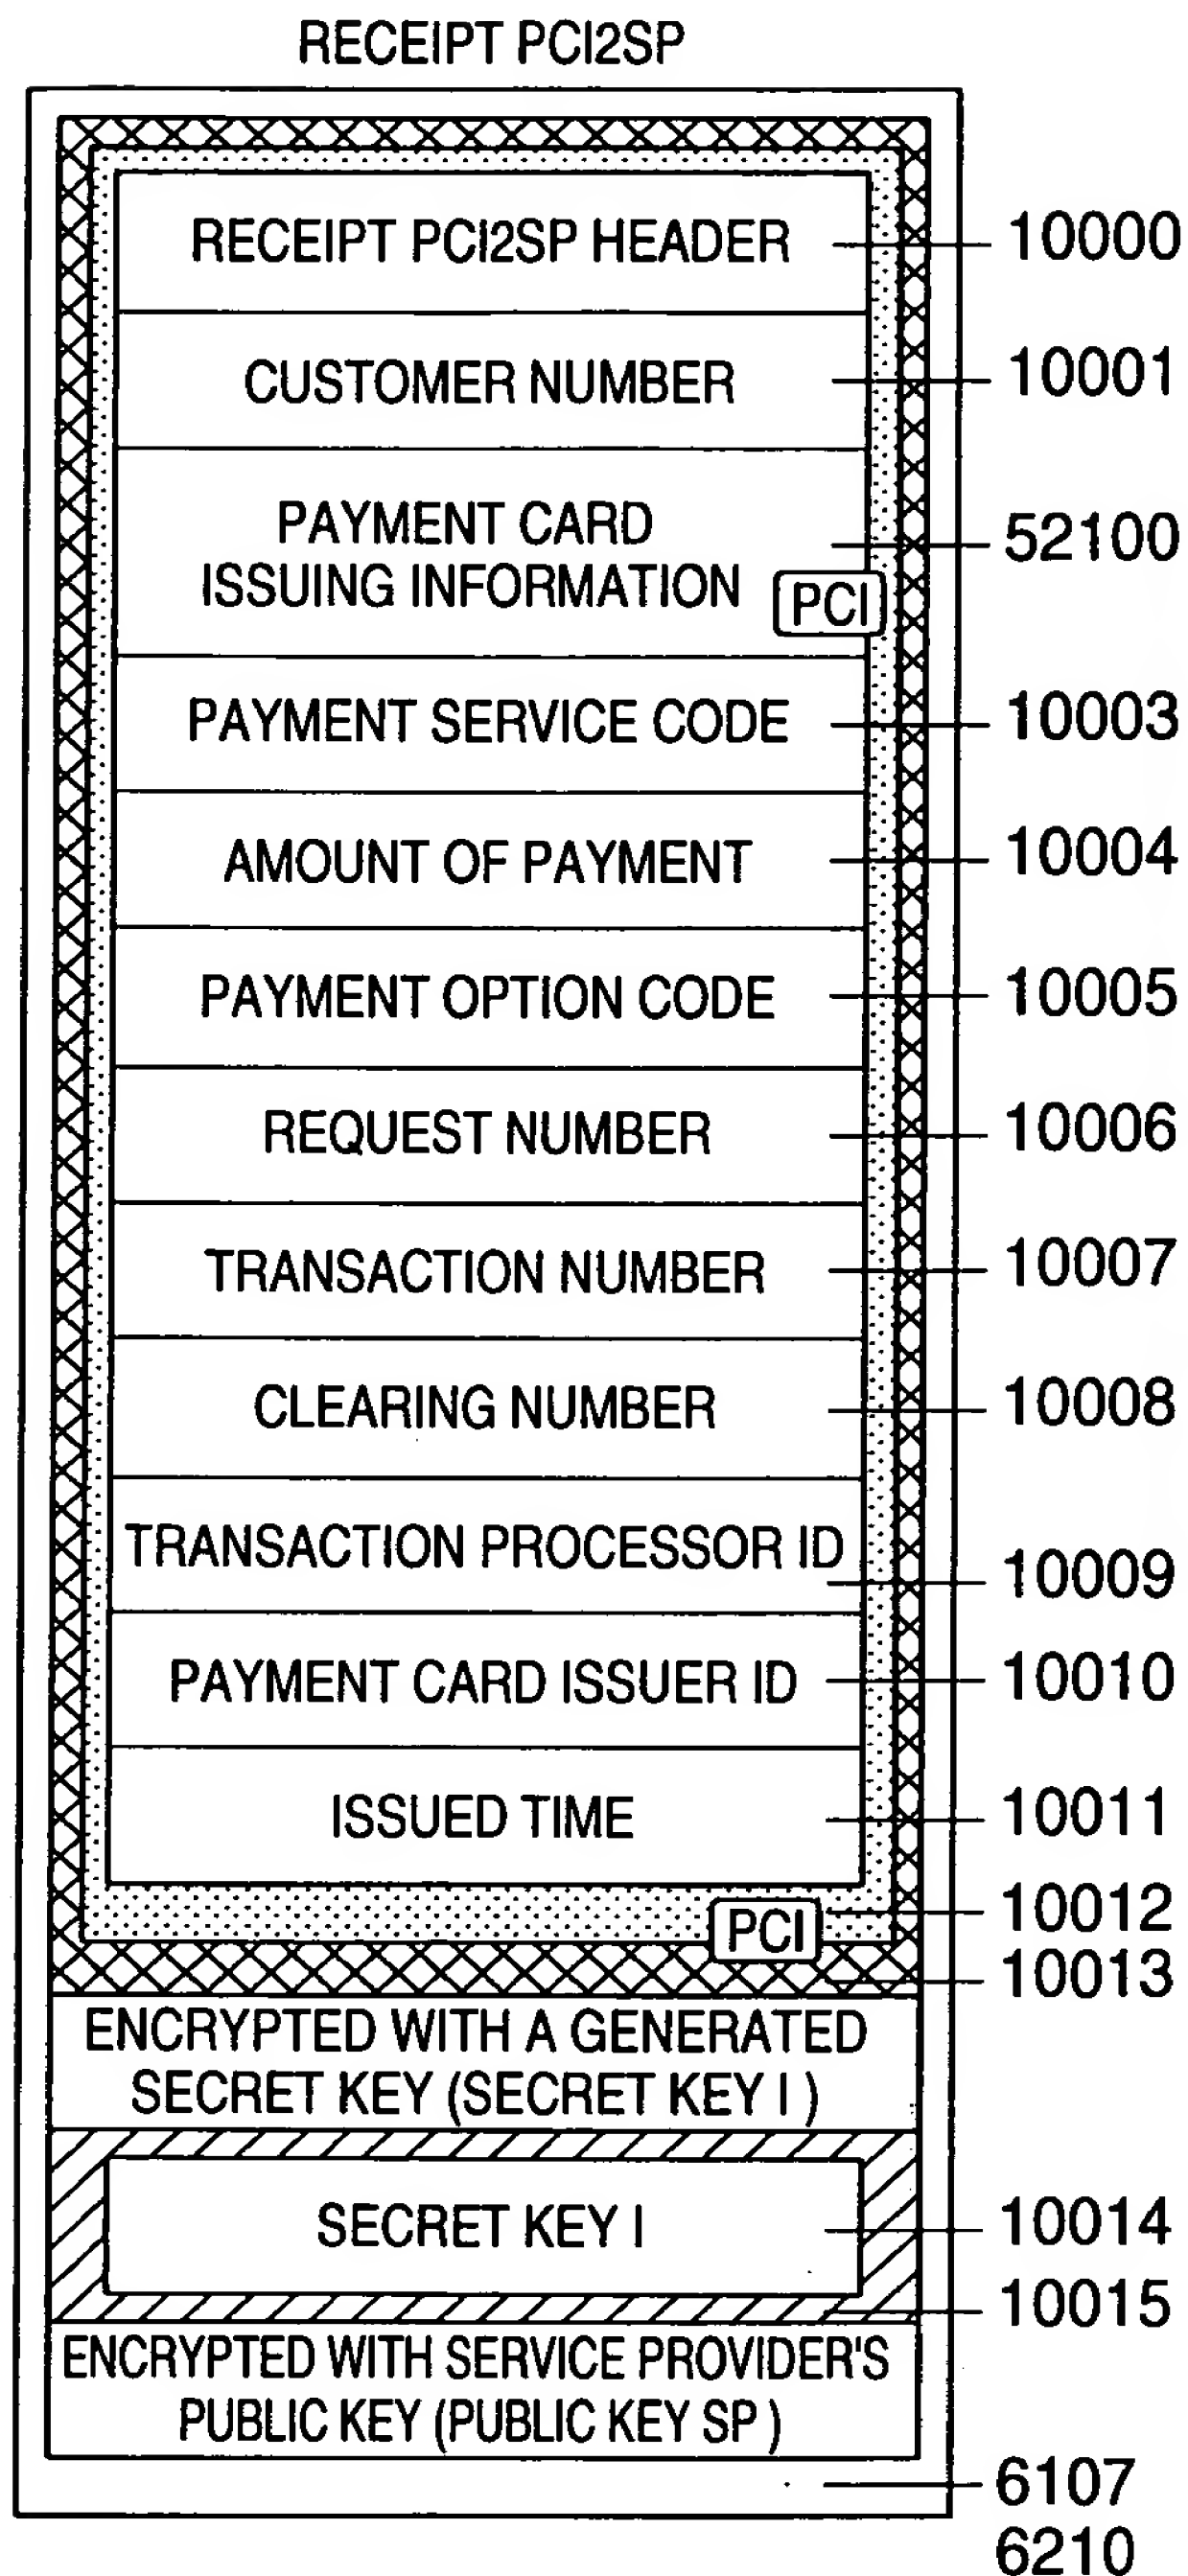 RECEIPT PCI2SP
RECEIPT PCI2SP HEADER 10000
CUSTOMER NUMBER 10001
PAYMENT CARD
ISSUING INFORMATION 52100
PCI
PAYMENT SERVICE CODE 10003
AMOUNT OF PAYMENT 10004
PAYMENT OPTION CODE 10005
REQUEST NUMBER 10006
TRANSACTION NUMBER 10007
CLEARING NUMBER 10008
TRANSACTION PROCESSOR ID 10009
PAYMENT CARD ISSUER ID 10010
ISSUED TIME 10011
PCI 10012
10013
ENCRYPTED WITH A GENERATED
SECRET KEY (SECRET KEY I )
SECRET KEY I 10014
10015
ENCRYPTED WITH SERVICE PROVIDER'S
PUBLIC KEY (PUBLIC KEY SP )
6107
6210